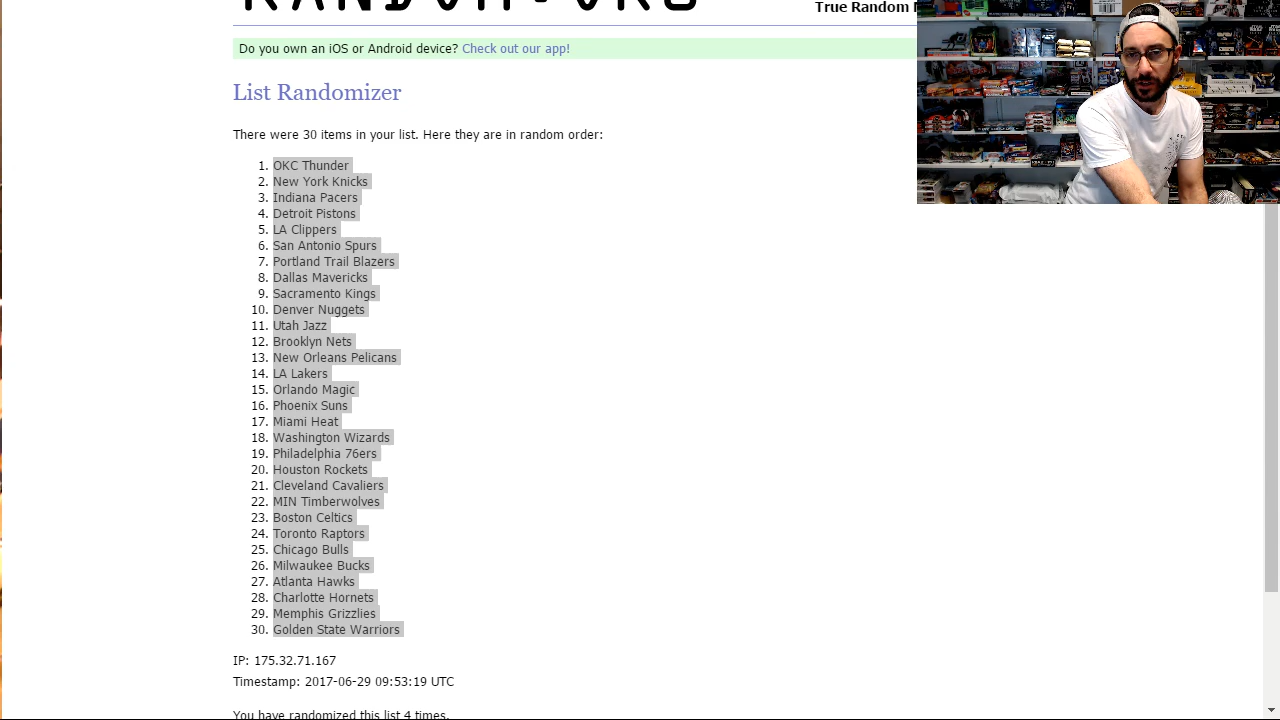 RANDOM.ORG
True Random
Do you own an iOS or Android device? Check out our app!
List Randomizer
There were 30 items in your list. Here they are in random order:
1. OKC Thunder
2. New York Knicks
3. Indiana Pacers
4. Detroit Pistons
5. LA Clippers
6. San Antonio Spurs
7. Portland Trail Blazers
8. Dallas Mavericks
9. Sacramento Kings
10. Denver Nuggets
11. Utah Jazz
12. Brooklyn Nets
13. New Orleans Pelicans
14. LA Lakers
15. Orlando Magic
16. Phoenix Suns
17. Miami Heat
18. Washington Wizards
19. Philadelphia 76ers
20. Houston Rockets
21. Cleveland Cavaliers
22. MIN Timberwolves
23. Boston Celtics
24. Toronto Raptors
25. Chicago Bulls
26. Milwaukee Bucks
27. Atlanta Hawks
28. Charlotte Hornets
29. Memphis Grizzlies
30. Golden State Warriors
IP: 175.32.71.167
Timestamp: 2017-06-29 09:53:19 UTC
You have randomized this list 4 times.